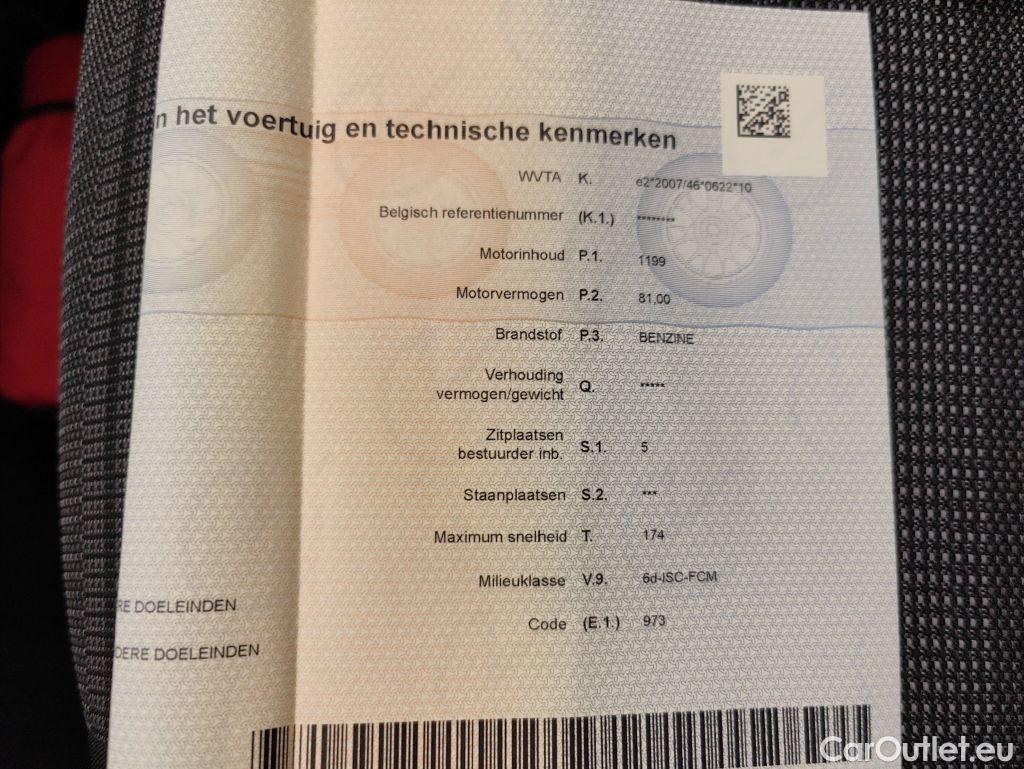 n het voertuig en technische kenmerken
WVTA K. e2*2007/46*0622*10
Belgisch referentienummer (K.1.) ********
Motorinhoud P.1. 1199
Motorvermogen P.2. 81,00
Brandstof P.3. BENZINE
Verhouding
vermogen/gewicht Q. *****
Zitplaatsen
bestuurder inb. S.1. 5
Staanplaatsen S.2. ***
Maximum snelheid T. 174
Milieuklasse V.9. 6d-ISC-FCM
RE DOELEINDEN
Code (E.1.) 973
DERE DOELEINDEN
CarOutlet.eu